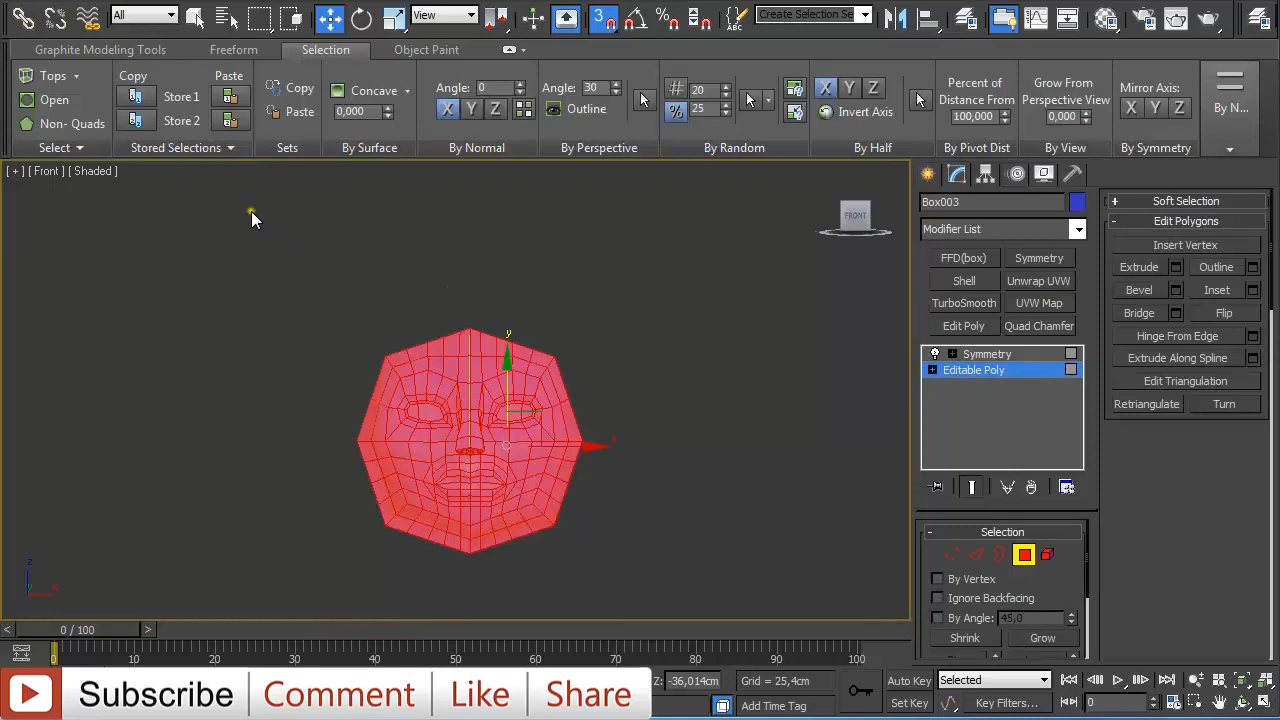 All
View
3
Create Selection Se
Graphite Modeling Tools Freeform Selection Object Paint
Tops
Open
Non- Quads
Select
Copy Paste
Store 1
Store 2
Stored Selections
Copy
Paste
Sets
Concave
0,000
By Surface
Angle: 0
X Y Z
By Normal
Angle: 30
Outline
By Perspective
# 20
% 25
By Random
X Y Z
Invert Axis
By Half
Percent of
Distance From
100,000
By Pivot Dist
Grow From
Perspective View
0,000
By View
Mirror Axis
X Y Z
By Symmetry
By N...
[ + ] [ Front ] [ Shaded ]
FRONT
y
x
z
x
Box003
Modifier List
FFD(box) Symmetry
Shell Unwrap UVW
TurboSmooth UVW Map
Edit Poly Quad Chamfer
Symmetry
Editable Poly
Selection
By Vertex
Ignore Backfacing
By Angle: 45,0
Shrink Grow
Soft Selection
Edit Polygons
Insert Vertex
Extrude Outline
Bevel Inset
Bridge Flip
Hinge From Edge
Extrude Along Spline
Edit Triangulation
Retriangulate Turn
< 0 / 100 >
0 10 20 30 40 50 60 70 80 90 100
Subscribe Comment Like Share
Z: -36,014cm Grid = 25,4cm
Add Time Tag
Auto Key Selected
Set Key Key Filters...
0